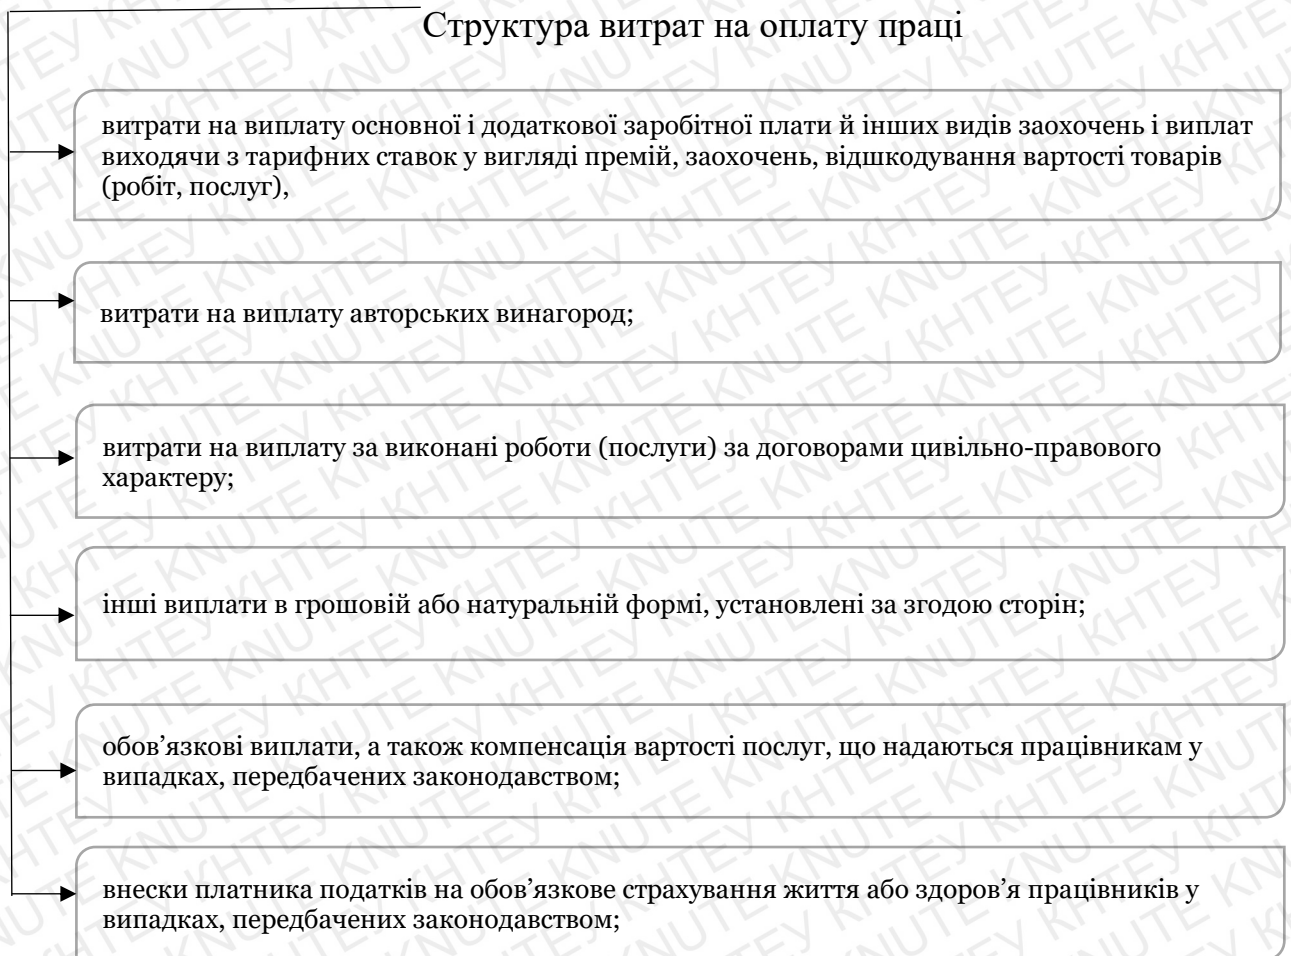 Структура витрат на оплату праці
витрати на виплату основної і додаткової заробітної плати й інших видів заохочень і виплат
виходячи з тарифних ставок у вигляді премій, заохочень, відшкодування вартості товарів
(робіт, послуг),
витрати на виплату авторських винагород;
витрати на виплату за виконані роботи (послуги) за договорами цивільно-правового
характеру;
інші виплати в грошовій або натуральній формі, установлені за згодою сторін;
обов’язкові виплати, а також компенсація вартості послуг, що надаються працівникам у
випадках, передбачених законодавством;
внески платника податків на обов’язкове страхування життя або здоров’я працівників у
випадках, передбачених законодавством;